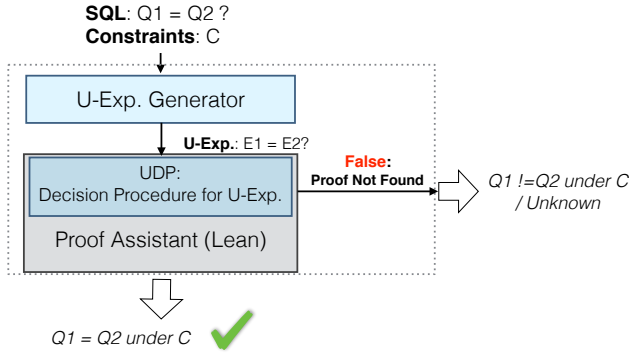 SQL: Q1 = Q2 ?
Constraints: C
U-Exp. Generator
U-Exp.: E1 = E2?
UDP:
Decision Procedure for U-Exp.
Proof Assistant (Lean)
False:
Proof Not Found
Q1 !=Q2 under C
/ Unknown
Q1 = Q2 under C